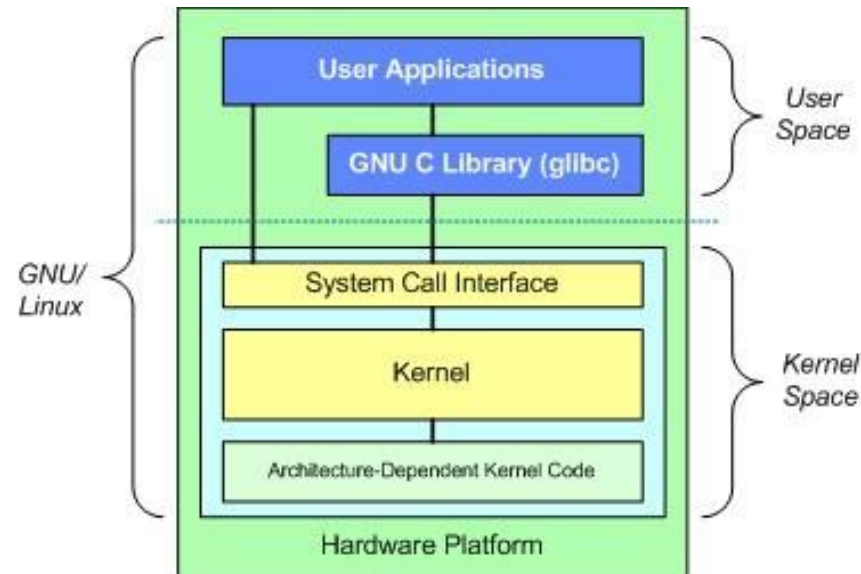 User Applications
User
Space
GNU C Library (glibc)
GNU/
Linux
System Call Interface
Kernel
Kernel
Space
Architecture-Dependent Kernel Code
Hardware Platform